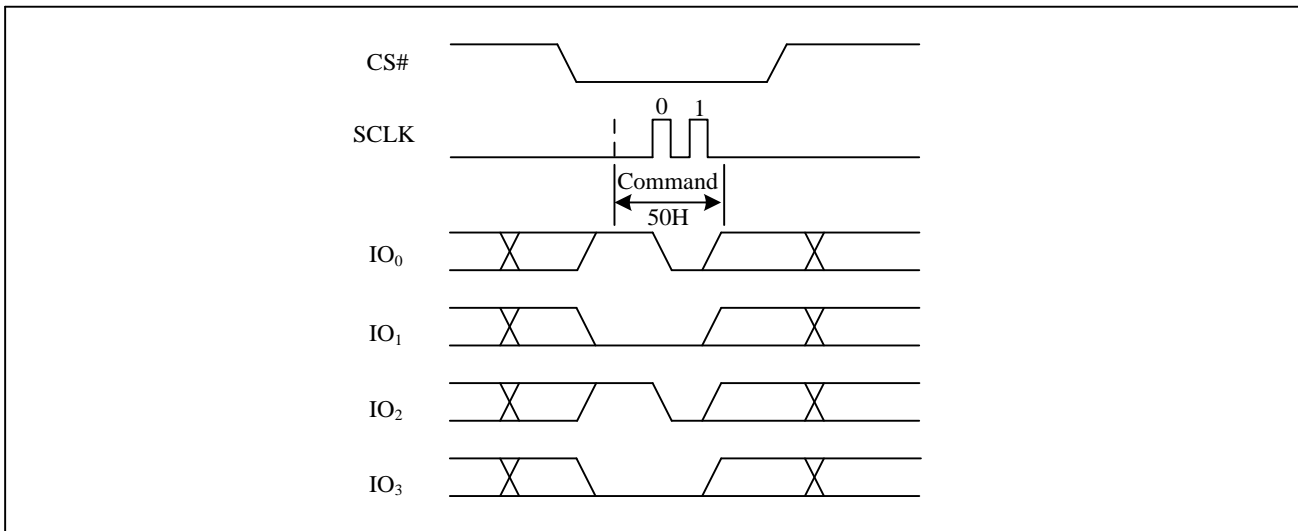 CS#
0 1
SCLK
Command
50H
IO0
IO1
IO2
IO3